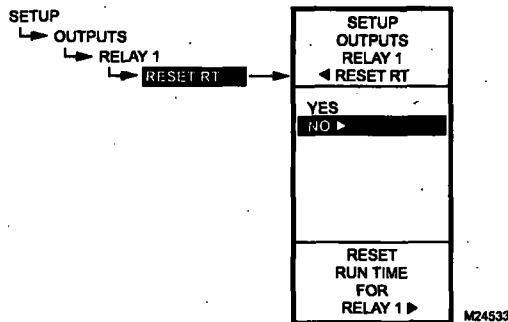 SETUP
OUTPUTS
RELAY 1
RESET RT
SETUP
OUTPUTS
RELAY 1
◀ RESET RT
YES
NO ▶
RESET
RUN TIME
FOR
RELAY 1 ▶
M24533